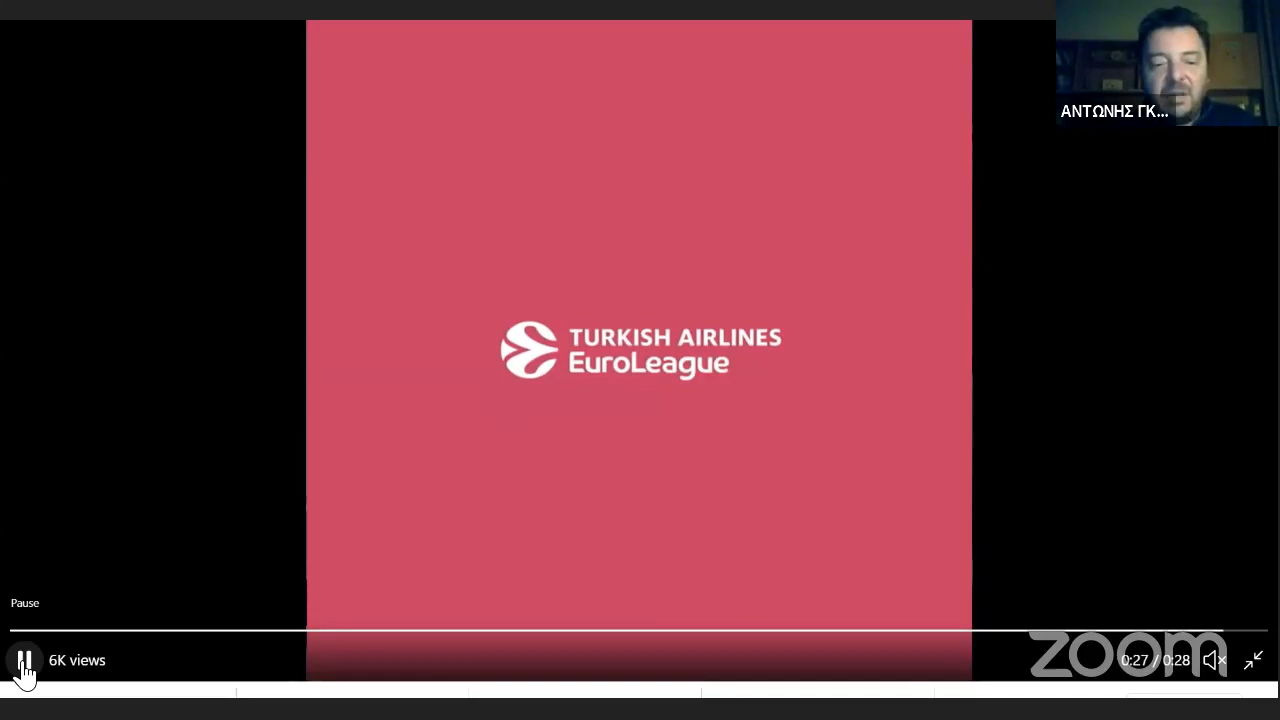 ΑΝΤΩΝΗΣ ΓΚ...
TURKISH AIRLINES
EuroLeague
Pause
6K views
0:27 / 0:28
zoom